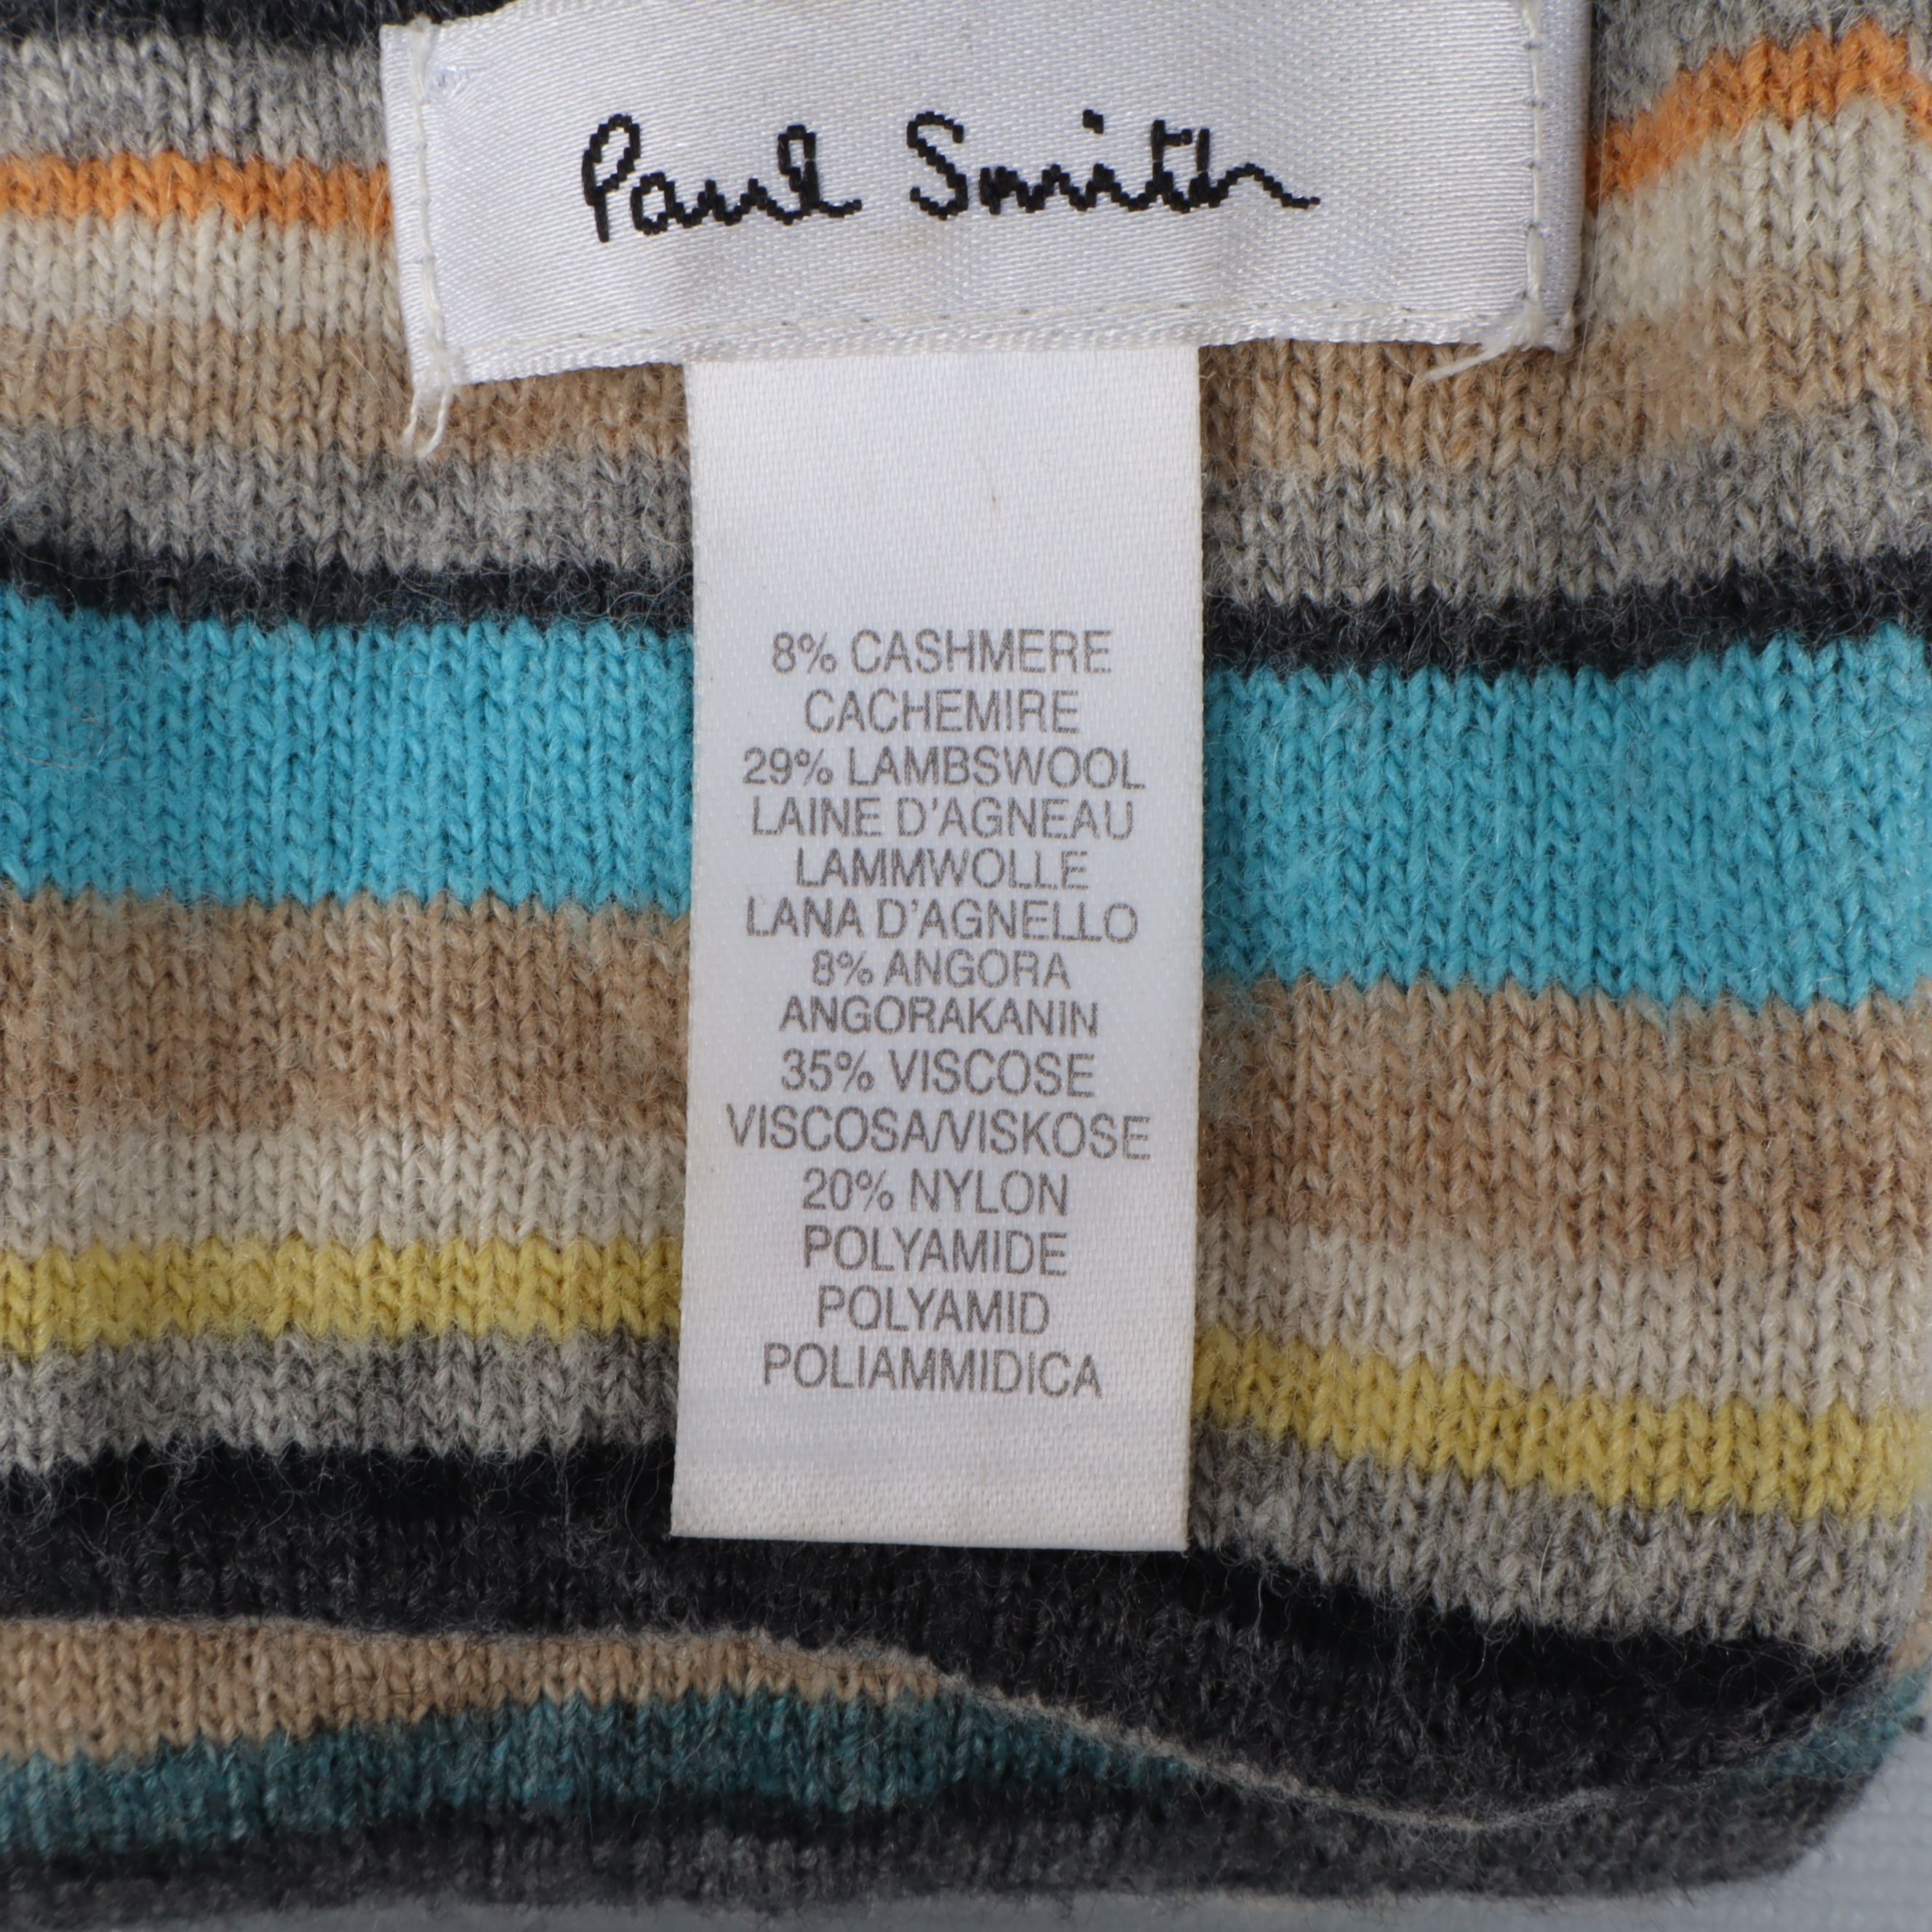 Paul Smith
8% CASHMERE
CACHEMIRE
29% LAMBSWOOL
LAINE D'AGNEAU
LAMMWOLLE
LANA D'AGNELLO
8% ANGORA
ANGORAKANIN
35% VISCOSE
VISCOSA/VISKOSE
20% NYLON
POLYAMIDE
POLYAMID
POLIAMMIDICA